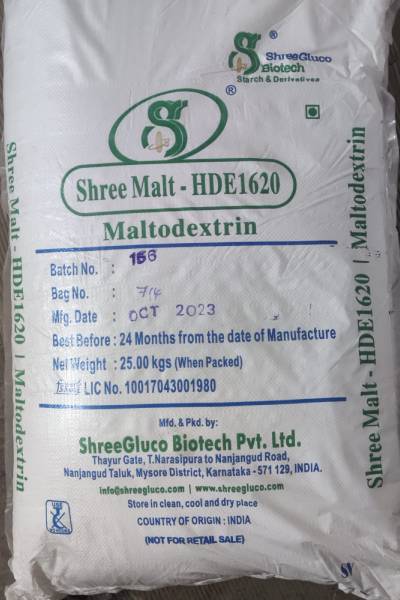 ShreeGluco
Biotech
Starch & Derivatives
®
®
Shree Malt - HDE1620
Maltodextrin
Batch No. : 156
Bag No. :
Mfg. Date : OCT 2023
Best Before : 24 Months from the date of Manufacture
Net Weight : 25.00 kgs (When Packed)
fssai LIC No. 10017043001980
Mfd. & Pkd. by:
ShreeGluco Biotech Pvt. Ltd.
Thayur Gate, T.Narasipura to Nanjangud Road,
Nanjangud Taluk, Mysore District, Karnataka - 571 129, INDIA.
info@shreegluco.com | www.shreegluco.com
Store in clean, cool and dry place
COUNTRY OF ORIGIN : INDIA
(NOT FOR RETAIL SALE)
Shree Malt - HDE1620 | Maltodextrin
Shree Malt - HDE1620 | Maltodextrin